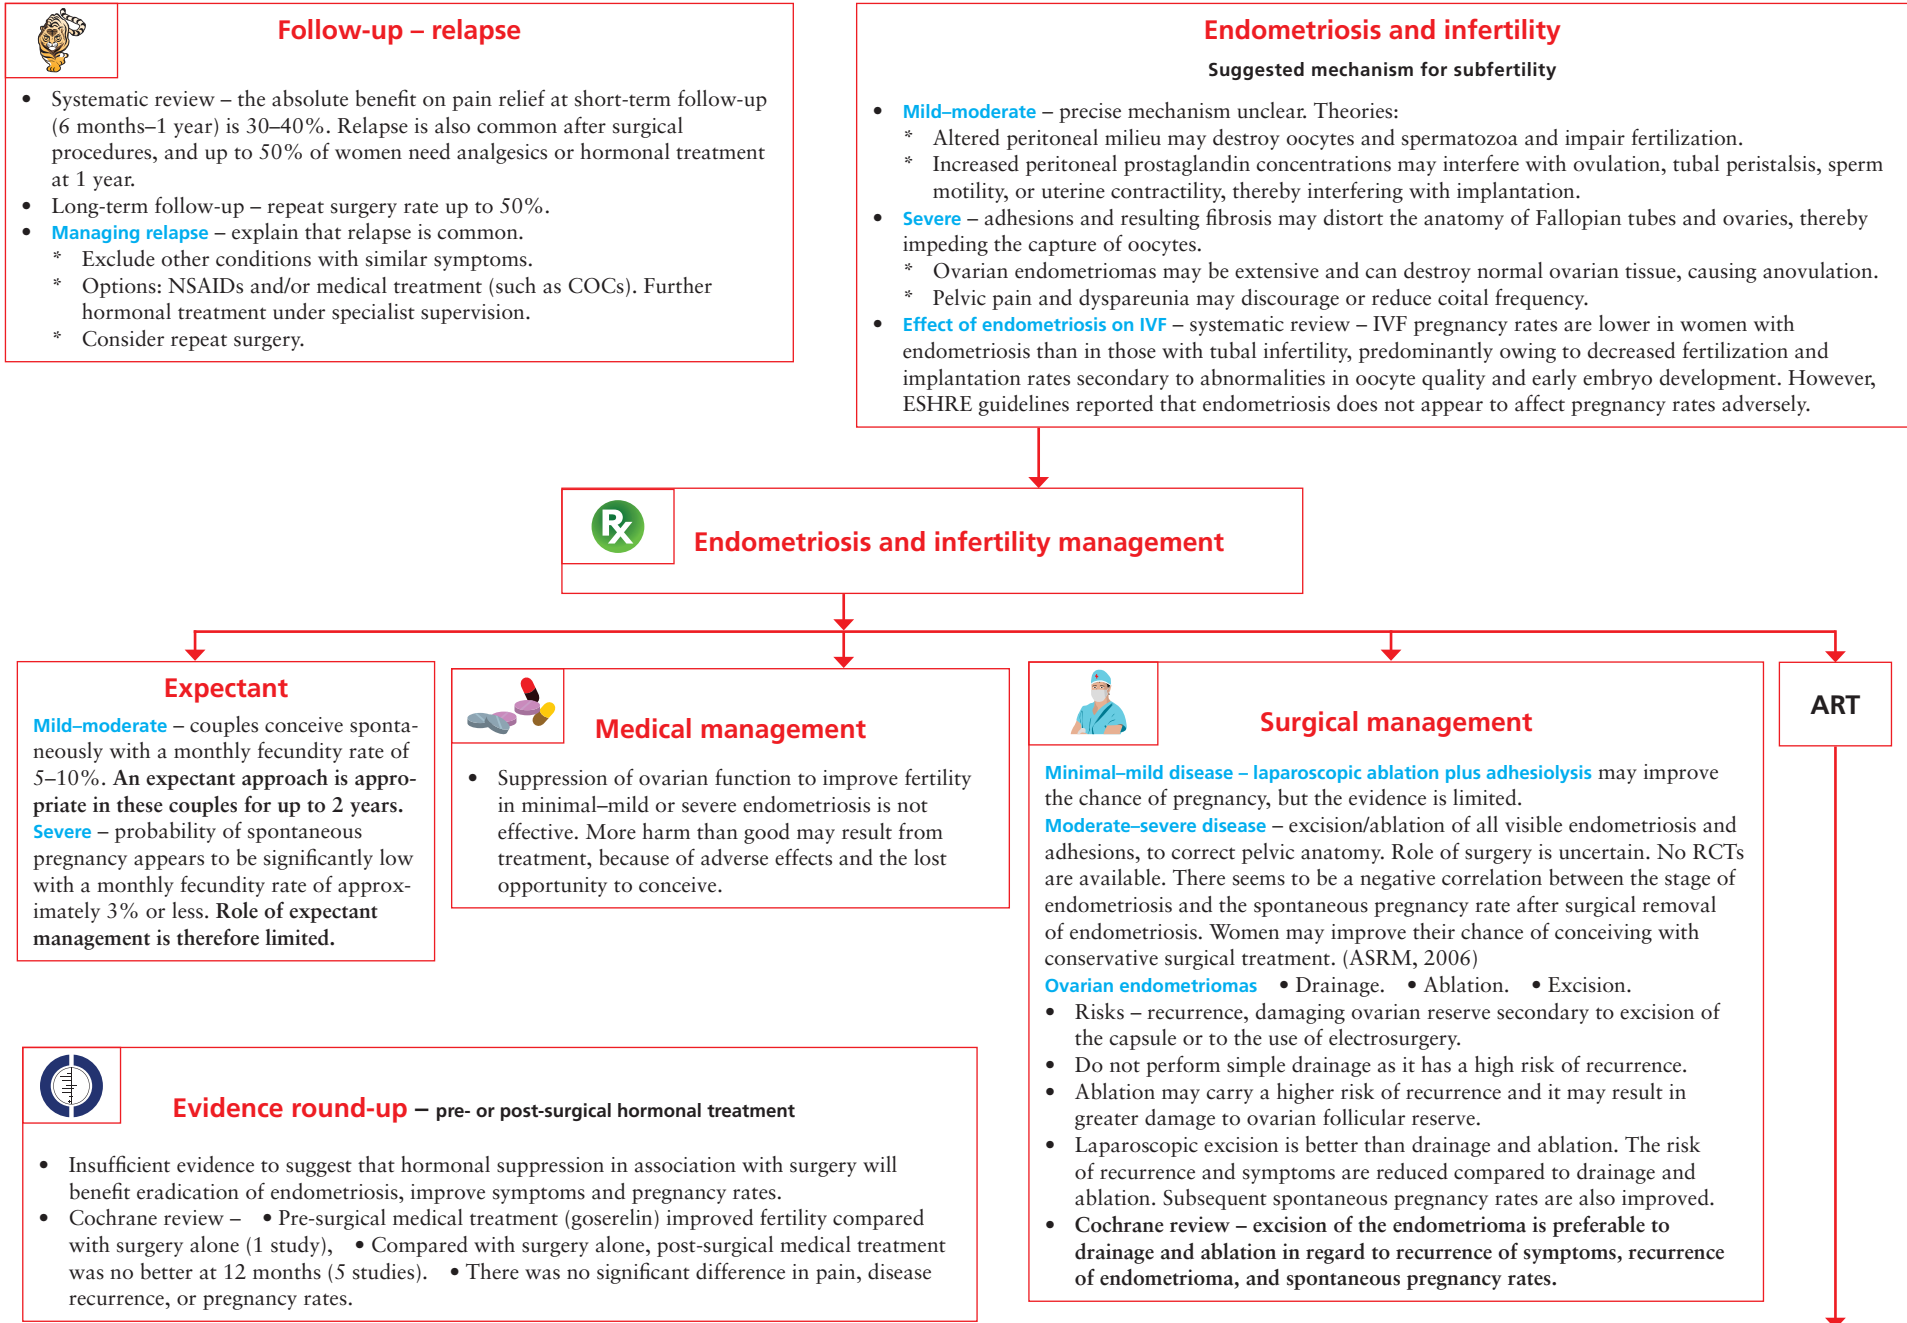 Follow-up – relapse
• Systematic review – the absolute benefit on pain relief at short-term follow-up
(6 months–1 year) is 30–40%. Relapse is also common after surgical
procedures, and up to 50% of women need analgesics or hormonal treatment
at 1 year.
• Long-term follow-up – repeat surgery rate up to 50%.
• Managing relapse – explain that relapse is common.
* Exclude other conditions with similar symptoms.
* Options: NSAIDs and/or medical treatment (such as COCs). Further
hormonal treatment under specialist supervision.
* Consider repeat surgery.
Endometriosis and infertility
Suggested mechanism for subfertility
• Mild–moderate – precise mechanism unclear. Theories:
* Altered peritoneal milieu may destroy oocytes and spermatozoa and impair fertilization.
* Increased peritoneal prostaglandin concentrations may interfere with ovulation, tubal peristalsis, sperm
motility, or uterine contractility, thereby interfering with implantation.
• Severe – adhesions and resulting fibrosis may distort the anatomy of Fallopian tubes and ovaries, thereby
impeding the capture of oocytes.
* Ovarian endometriomas may be extensive and can destroy normal ovarian tissue, causing anovulation.
* Pelvic pain and dyspareunia may discourage or reduce coital frequency.
• Effect of endometriosis on IVF – systematic review – IVF pregnancy rates are lower in women with
endometriosis than in those with tubal infertility, predominantly owing to decreased fertilization and
implantation rates secondary to abnormalities in oocyte quality and early embryo development. However,
ESHRE guidelines reported that endometriosis does not appear to affect pregnancy rates adversely.
Rx
Endometriosis and infertility management
Expectant
Mild–moderate – couples conceive sponta-
neously with a monthly fecundity rate of
5–10%. An expectant approach is appro-
priate in these couples for up to 2 years.
Severe – probability of spontaneous
pregnancy appears to be significantly low
with a monthly fecundity rate of approx-
imately 3% or less. Role of expectant
management is therefore limited.
Medical management
• Suppression of ovarian function to improve fertility
in minimal–mild or severe endometriosis is not
effective. More harm than good may result from
treatment, because of adverse effects and the lost
opportunity to conceive.
Surgical management
Minimal–mild disease – laparoscopic ablation plus adhesiolysis may improve
the chance of pregnancy, but the evidence is limited.
Moderate–severe disease – excision/ablation of all visible endometriosis and
adhesions, to correct pelvic anatomy. Role of surgery is uncertain. No RCTs
are available. There seems to be a negative correlation between the stage of
endometriosis and the spontaneous pregnancy rate after surgical removal
of endometriosis. Women may improve their chance of conceiving with
conservative surgical treatment. (ASRM, 2006)
Ovarian endometriomas • Drainage. • Ablation. • Excision.
• Risks – recurrence, damaging ovarian reserve secondary to excision of
the capsule or to the use of electrosurgery.
• Do not perform simple drainage as it has a high risk of recurrence.
• Ablation may carry a higher risk of recurrence and it may result in
greater damage to ovarian follicular reserve.
• Laparoscopic excision is better than drainage and ablation. The risk
of recurrence and symptoms are reduced compared to drainage and
ablation. Subsequent spontaneous pregnancy rates are also improved.
• Cochrane review – excision of the endometrioma is preferable to
drainage and ablation in regard to recurrence of symptoms, recurrence
of endometrioma, and spontaneous pregnancy rates.
ART
Evidence round-up – pre- or post-surgical hormonal treatment
• Insufficient evidence to suggest that hormonal suppression in association with surgery will
benefit eradication of endometriosis, improve symptoms and pregnancy rates.
• Cochrane review – • Pre-surgical medical treatment (goserelin) improved fertility compared
with surgery alone (1 study), • Compared with surgery alone, post-surgical medical treatment
was no better at 12 months (5 studies). • There was no significant difference in pain, disease
recurrence, or pregnancy rates.